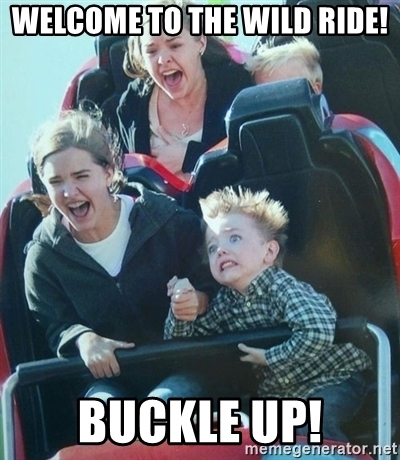 WELCOME TO THE WILD RIDE!
BUCKLE UP!
memegenerator.net